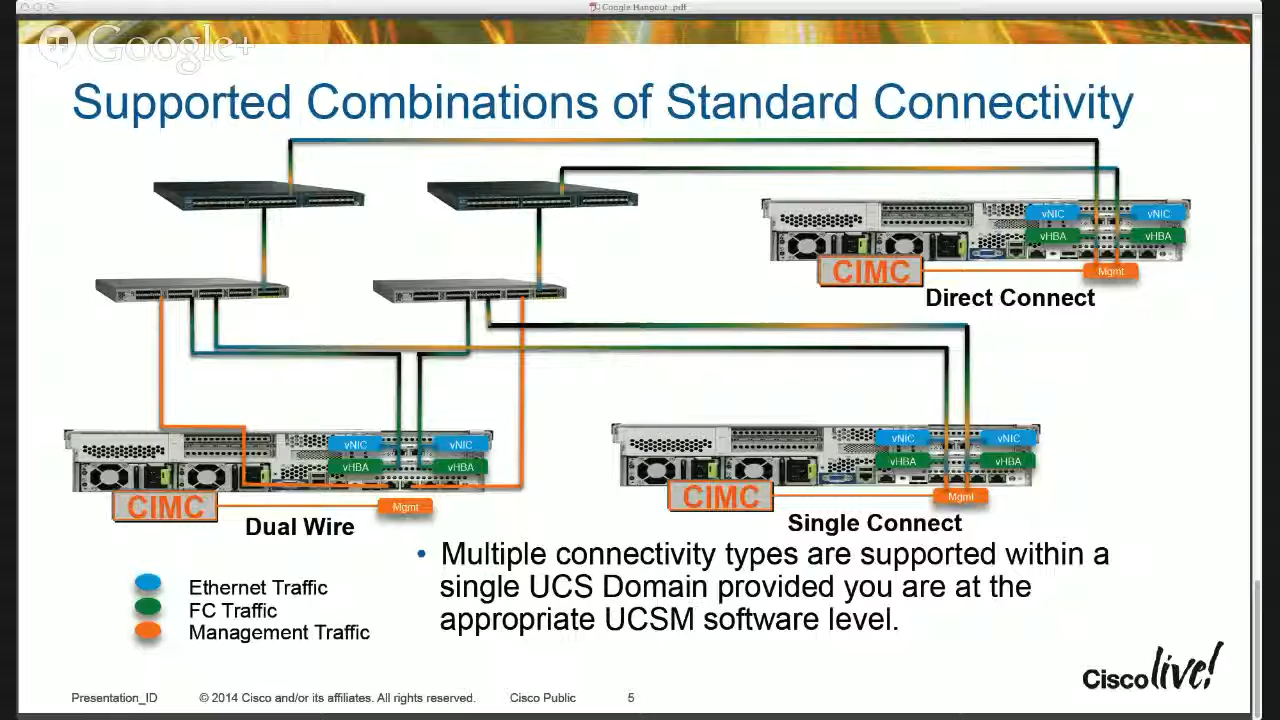 Google Hangout .pdf
Google+
Supported Combinations of Standard Connectivity
vNIC
vNIC
vHBA
vHBA
CIMC
Mgmt
Direct Connect
vNIC
vNIC
vHBA
vHBA
CIMC
Mgmt
Dual Wire
vNIC
vNIC
vHBA
vHBA
CIMC
Mgmt
Single Connect
• Multiple connectivity types are supported within a
single UCS Domain provided you are at the
appropriate UCSM software level.
Ethernet Traffic
FC Traffic
Management Traffic
Cisco live!
Presentation_ID
© 2014 Cisco and/or its affiliates. All rights reserved.
Cisco Public
5